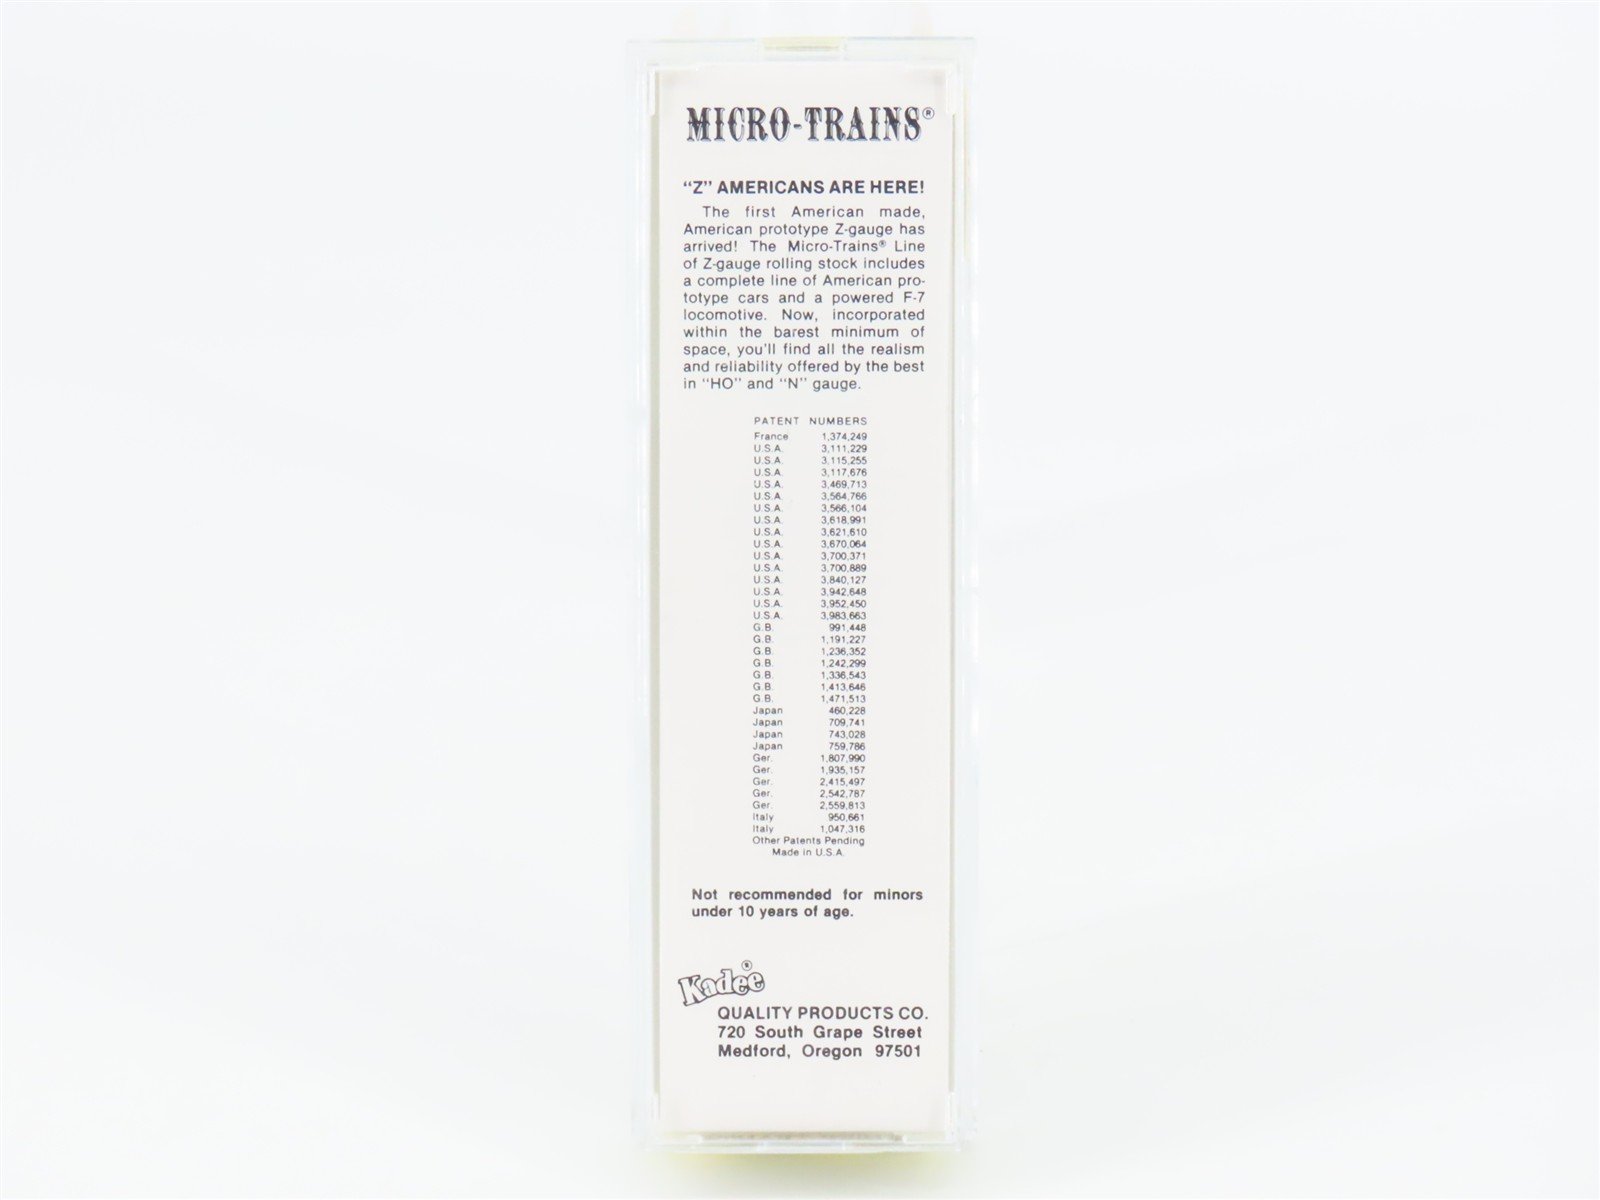 MICRO-TRAINS®
"Z" AMERICANS ARE HERE!
The first American made,
American prototype Z-gauge has
arrived! The Micro-Trains® Line
of Z-gauge rolling stock includes
a complete line of American pro-
totype cars and a powered F-7
locomotive. Now, incorporated
within the barest minimum of
space, you'll find all the realism
and reliability offered by the best
in "HO" and "N" gauge.
PATENT NUMBERS
France 1,374,249
U.S.A. 3,111,229
U.S.A. 3,115,255
U.S.A. 3,117,676
U.S.A. 3,469,713
U.S.A. 3,564,766
U.S.A. 3,566,104
U.S.A. 3,618,991
U.S.A. 3,621,610
U.S.A. 3,670,064
U.S.A. 3,700,371
U.S.A. 3,700,889
U.S.A. 3,840,127
U.S.A. 3,942,648
U.S.A. 3,952,450
U.S.A. 3,983,663
G.B. 991,448
G.B. 1,191,227
G.B. 1,236,352
G.B. 1,242,299
G.B. 1,336,543
G.B. 1,413,646
G.B. 1,471,513
Japan 460,228
Japan 709,741
Japan 743,028
Japan 759,786
Ger. 1,807,990
Ger. 1,935,157
Ger. 2,415,497
Ger. 2,542,787
Ger. 2,559,813
Italy 950,661
Italy 1,047,316
Other Patents Pending
Made in U.S.A.
Not recommended for minors
under 10 years of age.
Kadee®
QUALITY PRODUCTS CO.
720 South Grape Street
Medford, Oregon 97501